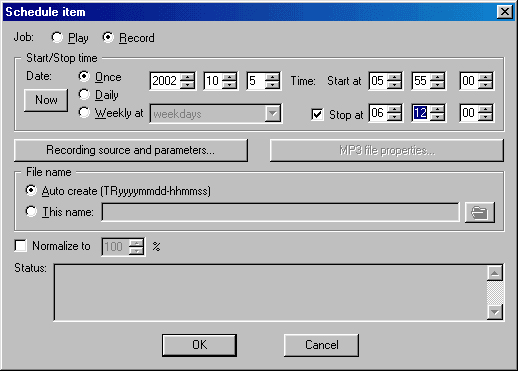 Schedule item
Job: Play Record
Start/Stop time
Date: Once 2002 10 5 Time: Start at 05 55 00
Now Daily
Weekly at weekdays Stop at 06 12 00
Recording source and parameters... MP3 file properties...
File name
Auto create (TRyyyymmdd-hhmmss)
This name:
Normalize to 100 %
Status:
OK Cancel